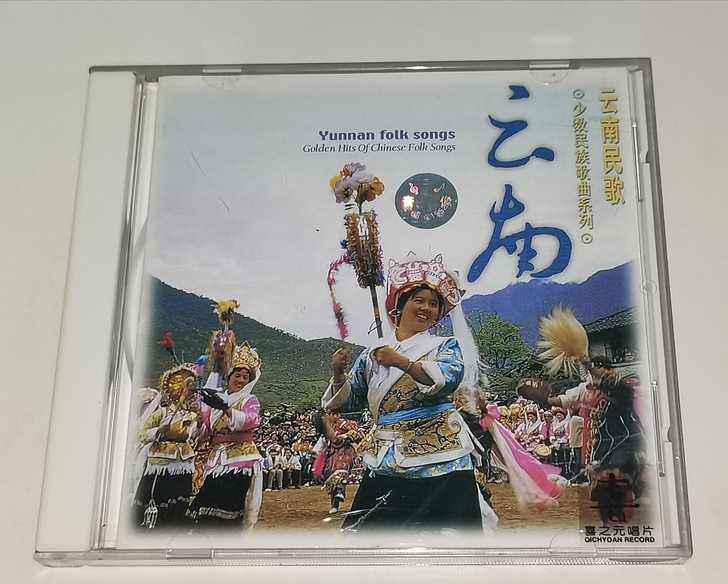 云南民歌
少数民族歌曲系列
云南
Yunnan folk songs
Golden Hits Of Chinese Folk Songs
喜之元唱片
QICHYOAN RECORD